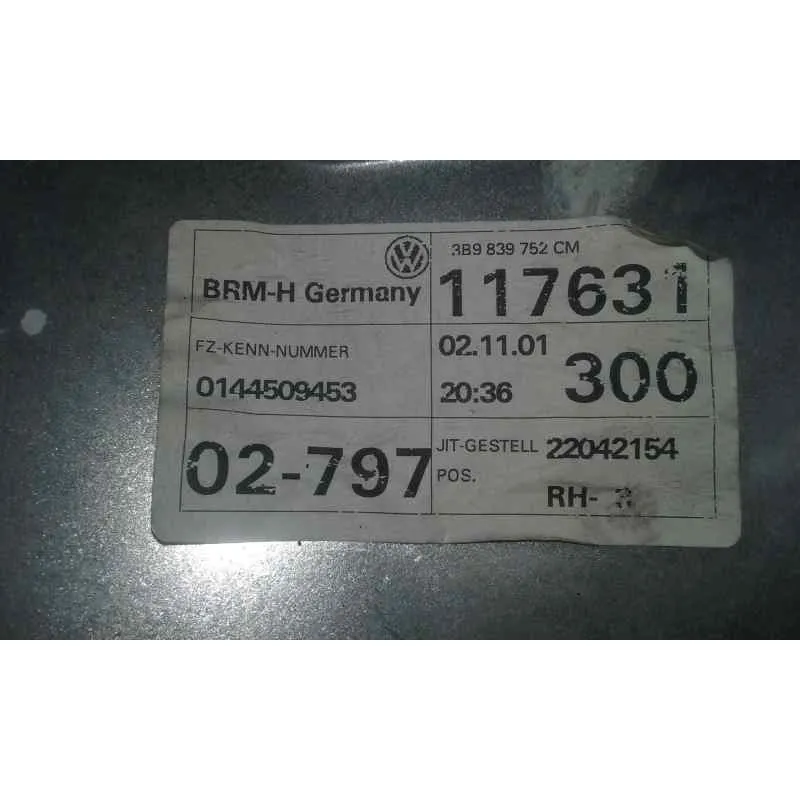 3B9 839 752 CM
BRM-H Germany
117631
FZ-KENN-NUMMER
02.11.01
0144509453
20:36
300
02-797
JIT-GESTELL 22042154
POS.
RH-